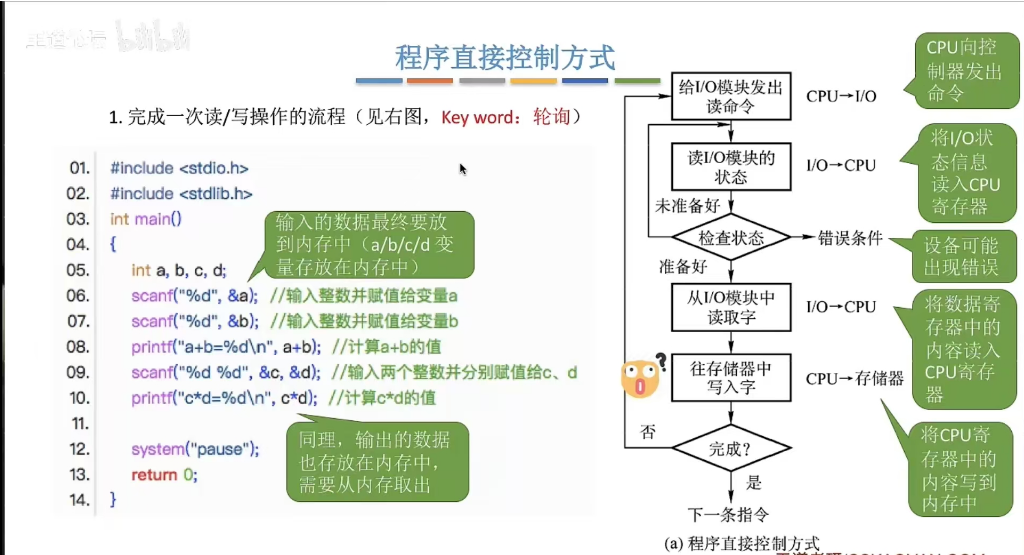 程序直接控制方式
1. 完成一次读/写操作的流程（见右图，Key word：轮询）
01. #include <stdio.h>
02. #include <stdlib.h>
03. int main()
04. {
05. int a, b, c, d;
06. scanf("%d", &a); //输入整数并赋值给变量a
07. scanf("%d", &b); //输入整数并赋值给变量b
08. printf("a+b=%d\n", a+b); //计算a+b的值
09. scanf("%d %d", &c, &d); //输入两个整数并分别赋值给c、d
10. printf("c*d=%d\n", c*d); //计算c*d的值
11.
12. system("pause");
13. return 0;
14. }
输入的数据最终要放
到内存中（a/b/c/d 变
量存放在内存中）
同理，输出的数据
也存放在内存中，
需要从内存取出
给I/O模块发出
读命令
CPU→I/O
CPU向控
制器发出
命令
读I/O模块的
状态
I/O→CPU
将I/O状
态信息
读入CPU
寄存器
未准备好
检查状态
错误条件
设备可能
出现错误
准备好
从I/O模块中
读取字
I/O→CPU
将数据寄
存器中的
内容读入
CPU寄存
器
往存储器中
写入字
CPU→存储器
将CPU寄
存器中的
内容写到
内存中
否
完成？
是
下一条指令
(a) 程序直接控制方式